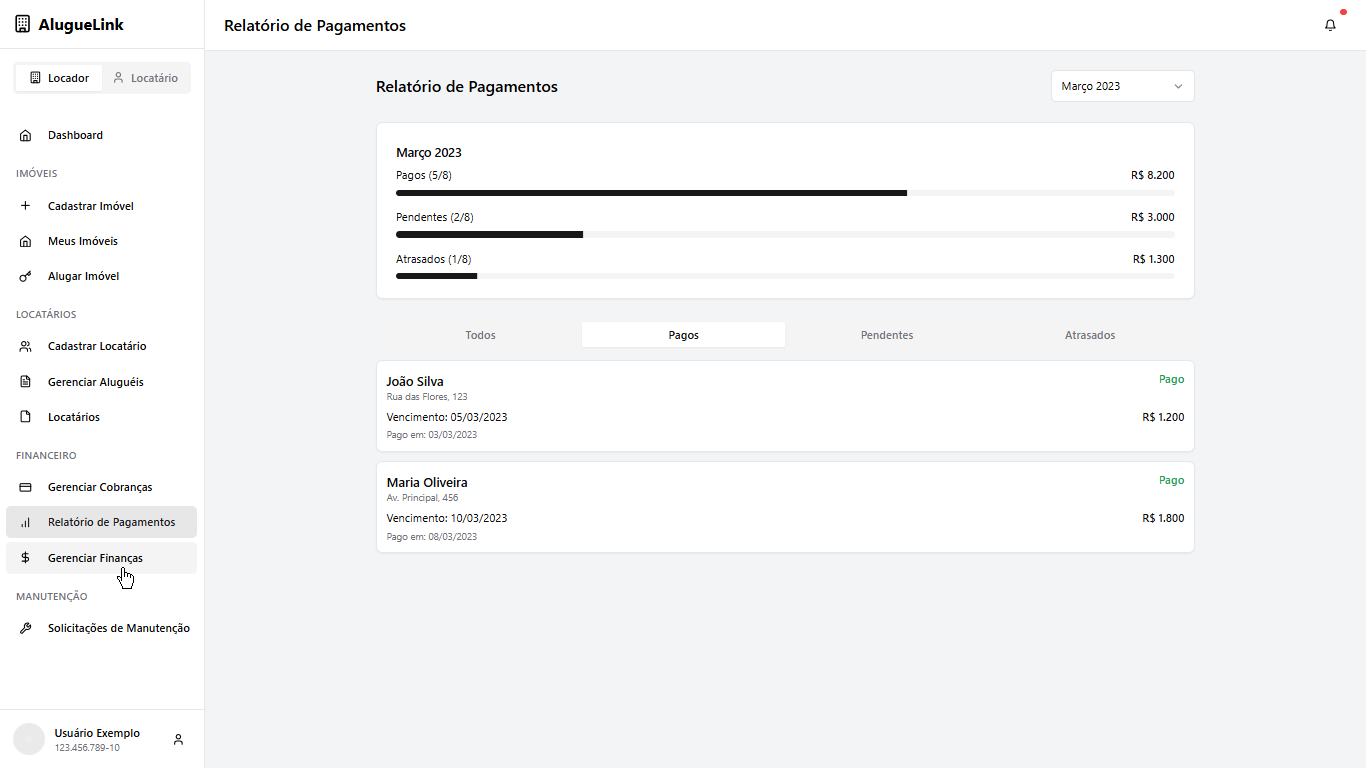 AlugueLink
Relatório de Pagamentos
Locador
Locatário
Dashboard
IMÓVEIS
Cadastrar Imóvel
Meus Imóveis
Alugar Imóvel
LOCATÁRIOS
Cadastrar Locatário
Gerenciar Aluguéis
Locatários
FINANCEIRO
Gerenciar Cobranças
Relatório de Pagamentos
Gerenciar Finanças
MANUTENÇÃO
Solicitações de Manutenção
Usuário Exemplo
123.456.789-10
Relatório de Pagamentos
Março 2023
Março 2023
Pagos (5/8) R$ 8.200
Pendentes (2/8) R$ 3.000
Atrasados (1/8) R$ 1.300
Todos Pagos Pendentes Atrasados
João Silva Pago
Rua das Flores, 123
Vencimento: 05/03/2023 R$ 1.200
Pago em: 03/03/2023
Maria Oliveira Pago
Av. Principal, 456
Vencimento: 10/03/2023 R$ 1.800
Pago em: 08/03/2023